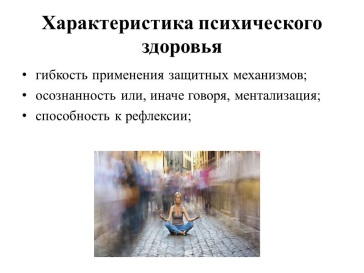 Характеристика психического
здоровья
• гибкость применения защитных механизмов;
• осознанность или, иначе говоря, ментализация;
• способность к рефлексии;